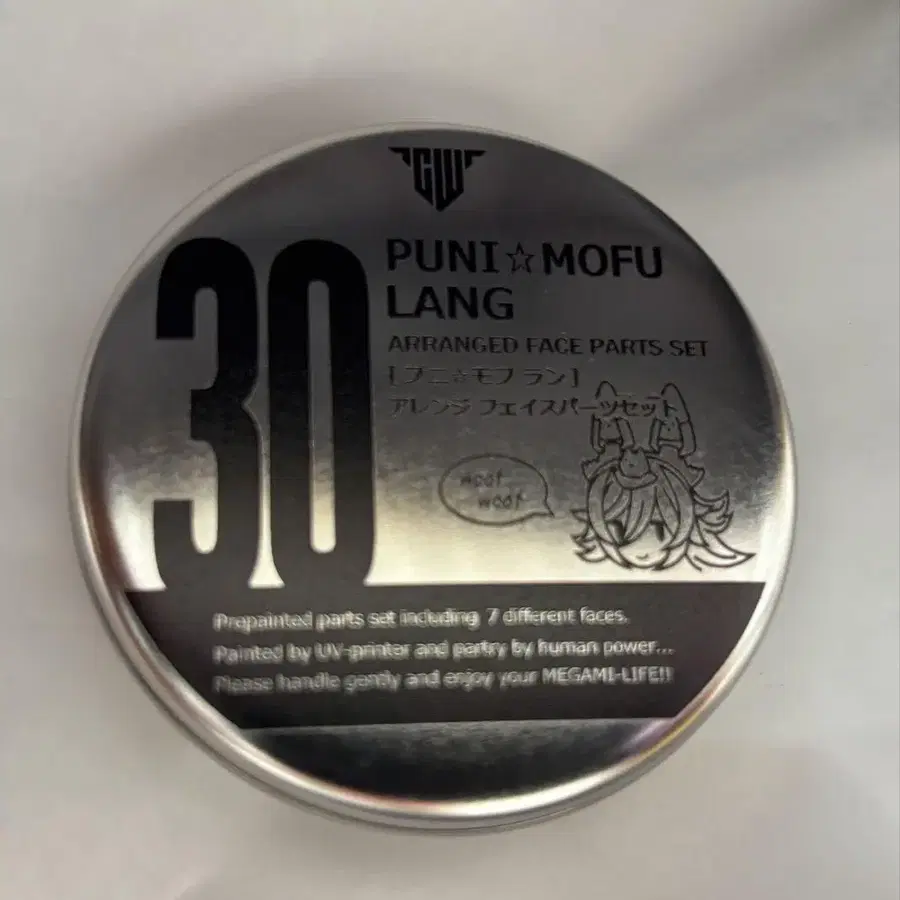 GW
30
PUNI☆MOFU
LANG
ARRANGED FACE PARTS SET
[プニ☆モフ ラン]
アレンジ フェイスパーツセット
woof
woof
Prepainted parts set including 7 different faces.
Painted by UV-printer and partry by human power...
Please handle gently and enjoy your MEGAMI-LIFE!!